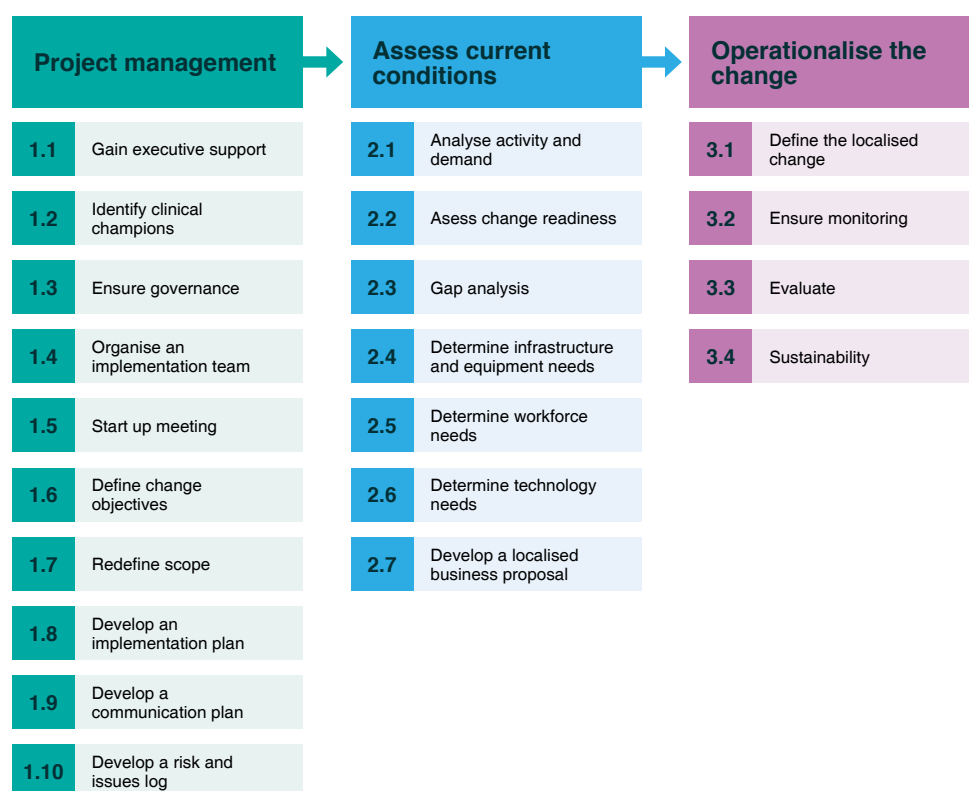 Project management
1.1
Gain executive support
1.2
Identify clinical
champions
1.3
Ensure governance
1.4
Organise an
implementation team
1.5
Start up meeting
1.6
Define change
objectives
1.7
Redefine scope
1.8
Develop an
implementation plan
1.9
Develop a
communication plan
1.10
Develop a risk and
issues log
Assess current
conditions
2.1
Analyse activity and
demand
2.2
Asess change readiness
2.3
Gap analysis
2.4
Determine infrastructure
and equipment needs
2.5
Determine workforce
needs
2.6
Determine technology
needs
2.7
Develop a localised
business proposal
Operationalise the
change
3.1
Define the localised
change
3.2
Ensure monitoring
3.3
Evaluate
3.4
Sustainability